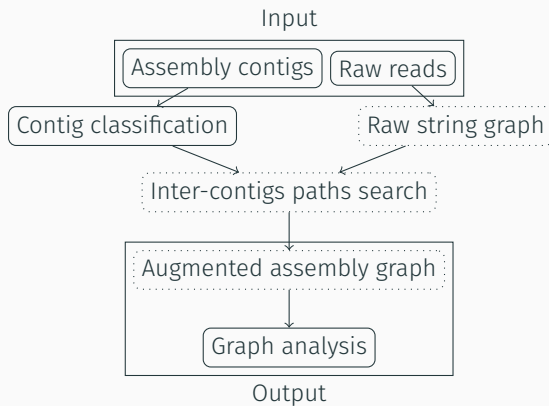 Input
Assembly contigs
Raw reads
Contig classification
Raw string graph
Inter-contigs paths search
Augmented assembly graph
Graph analysis
Output